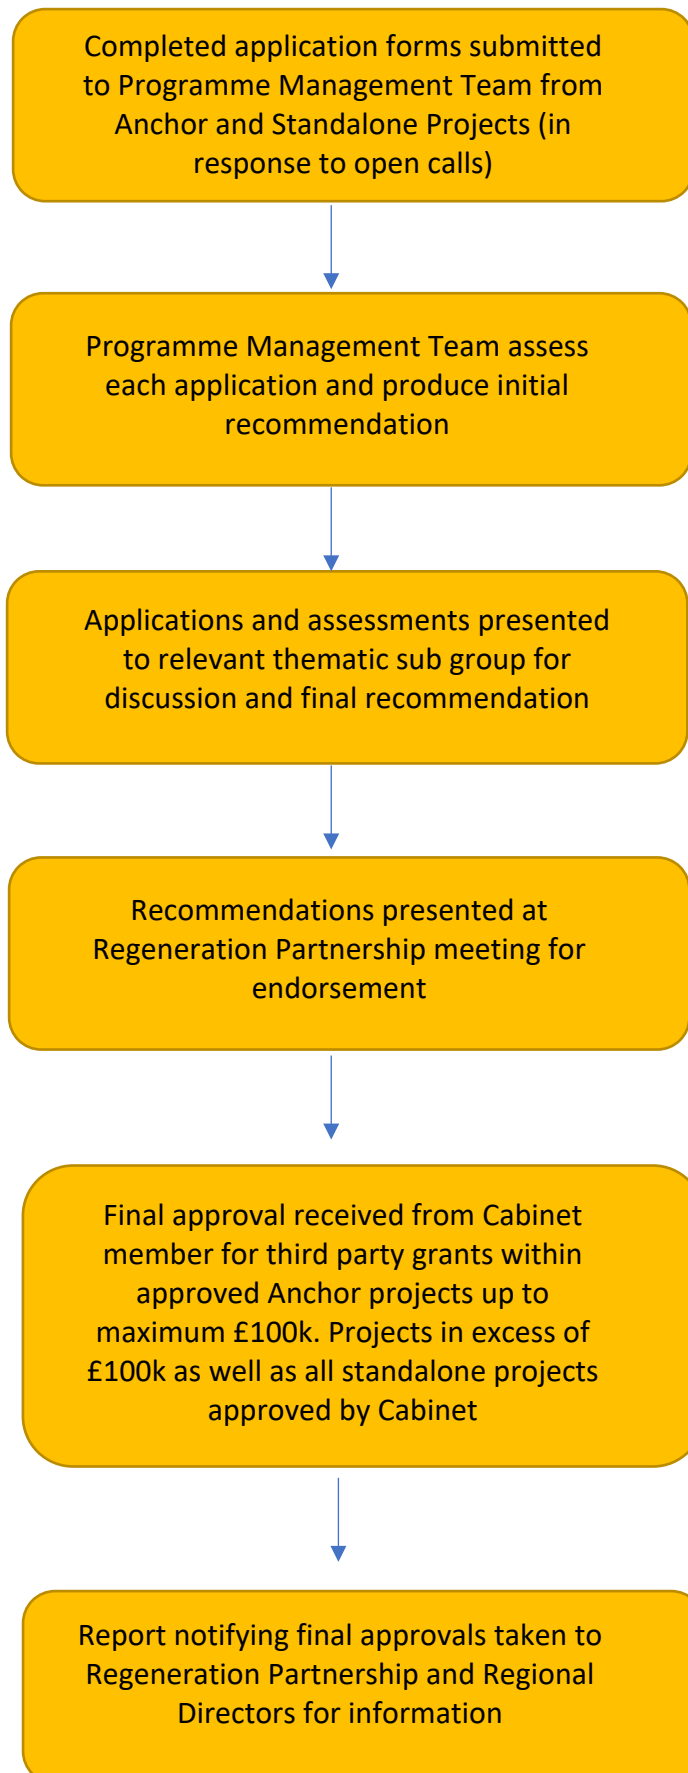 Completed application forms submitted
to Programme Management Team from
Anchor and Standalone Projects (in
response to open calls)
Programme Management Team assess
each application and produce initial
recommendation
Applications and assessments presented
to relevant thematic sub group for
discussion and final recommendation
Recommendations presented at
Regeneration Partnership meeting for
endorsement
Final approval received from Cabinet
member for third party grants within
approved Anchor projects up to
maximum £100k. Projects in excess of
£100k as well as all standalone projects
approved by Cabinet
Report notifying final approvals taken to
Regeneration Partnership and Regional
Directors for information